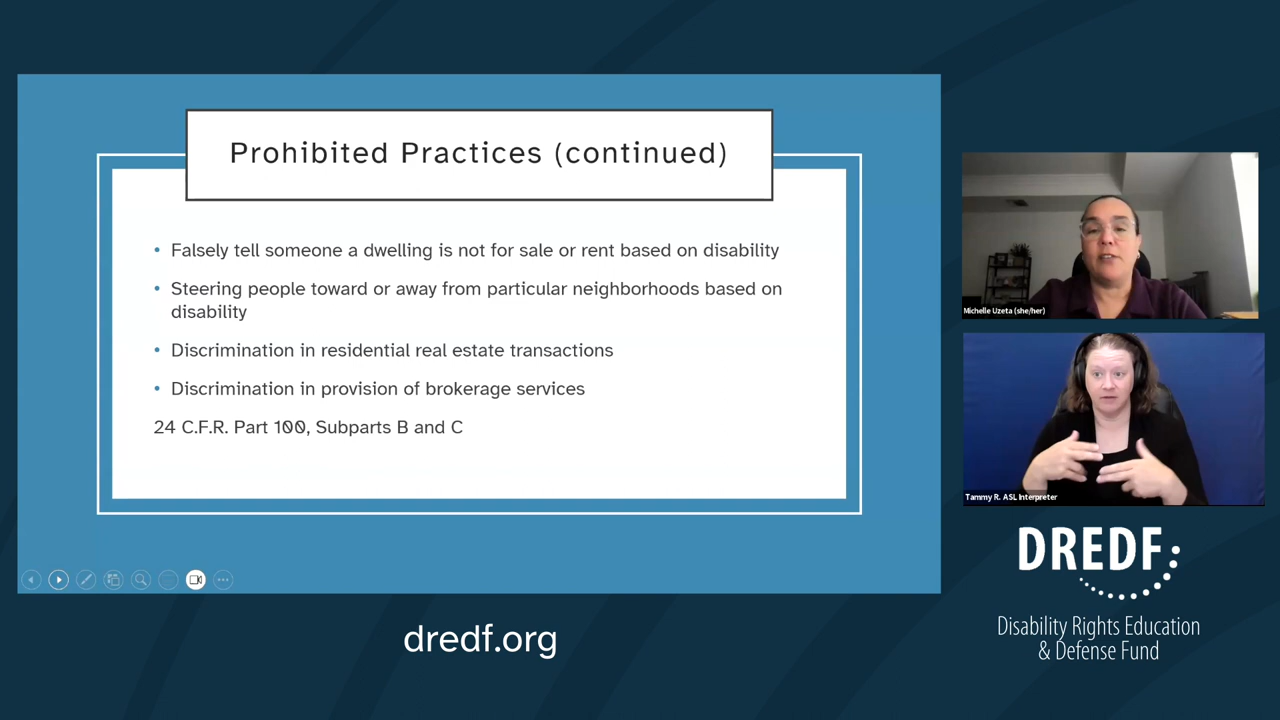 Prohibited Practices (continued)
• Falsely tell someone a dwelling is not for sale or rent based on disability
• Steering people toward or away from particular neighborhoods based on
disability
• Discrimination in residential real estate transactions
• Discrimination in provision of brokerage services
24 C.F.R. Part 100, Subparts B and C
Michelle Uzeta (she/her)
Tammy R. ASL Interpreter
DREDF
Disability Rights Education
& Defense Fund
dredf.org